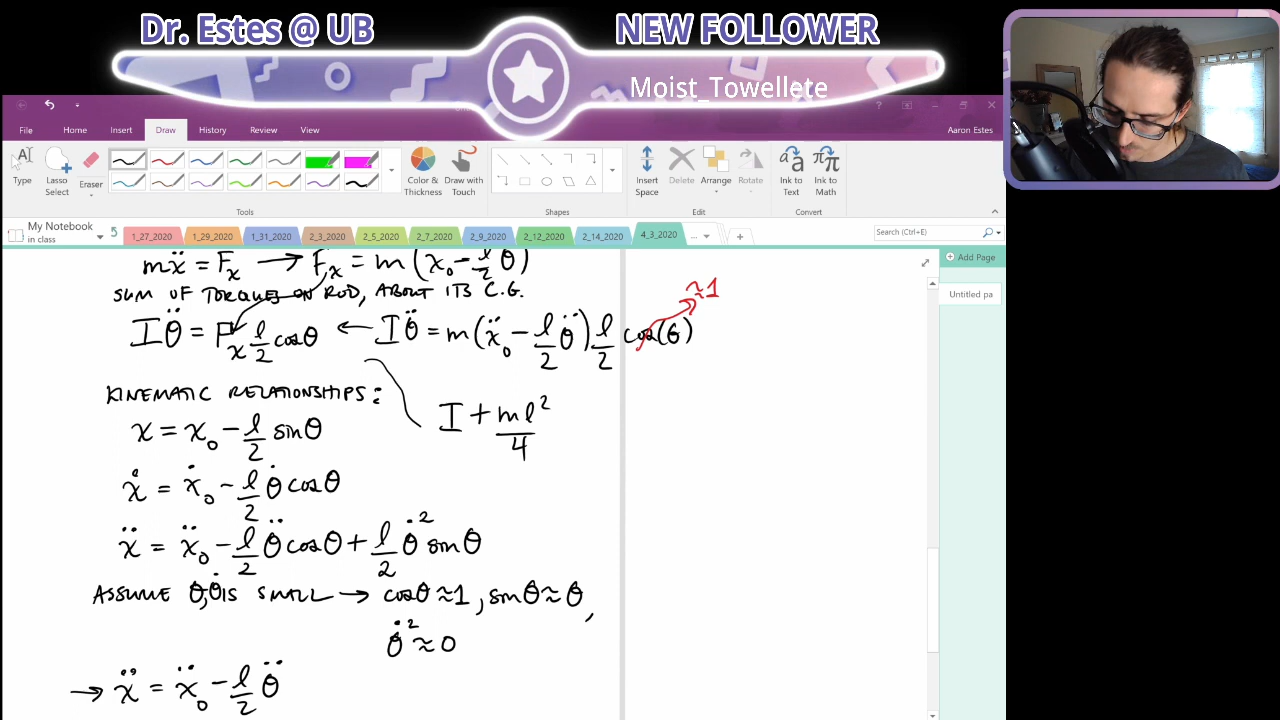 Dr. Estes @ UB
NEW FOLLOWER
Moist_Towellete
Aaron Estes
File Home Insert Draw History Review View
Type
Lasso Select
Eraser
Color & Thickness
Draw with Touch
Insert Space
Delete
Arrange
Rotate
Ink to Text
Ink to Math
Tools
Shapes
Edit
Convert
My Notebook
in class
1_27_2020 1_29_2020 1_31_2020 2_3_2020 2_5_2020 2_7_2020 2_9_2020 2_12_2020 2_14_2020 4_3_2020 ...
Search (Ctrl+E)
Add Page
Untitled pa
mẍ = Fₓ → Fₓ = m(ẍ₀ - l/2 θ̈)
SUM OF TORQUES ON ROD, ABOUT ITS C.G.
≈1
Iθ̈ = Fₓ l/2 cosθ ← Iθ̈ = m(ẍ₀ - l/2 θ̈) l/2 cos(θ)
KINEMATIC RELATIONSHIPS:
I + ml²/4
x = x₀ - l/2 sinθ
ẋ = ẋ₀ - l/2 θ̇ cosθ
ẍ = ẍ₀ - l/2 θ̈ cosθ + l/2 θ̇² sinθ
ASSUME θ,θ̇ IS SMALL → cosθ ≈ 1, sinθ ≈ θ,
θ̇² ≈ 0
→ ẍ = ẍ₀ - l/2 θ̈